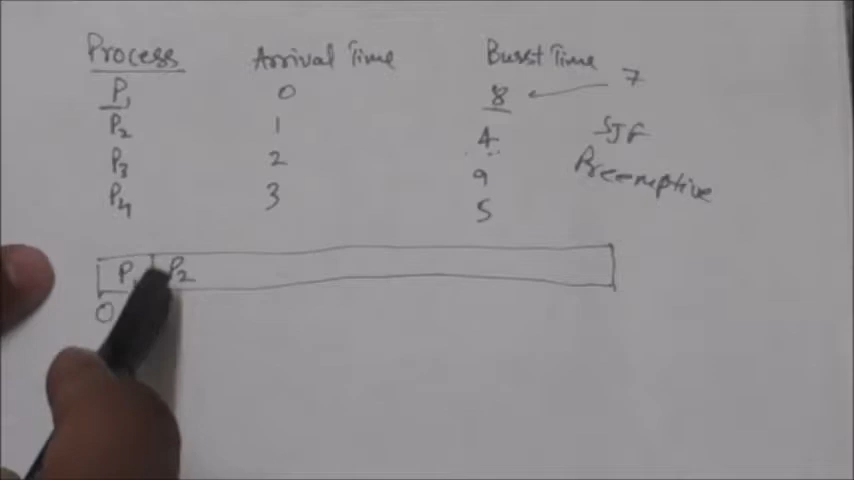 Process Arrival Time Burst Time
P1 0 8 7
P2 1 4 SJF
P3 2 9 Preemptive
P4 3 5
P1 P2
0